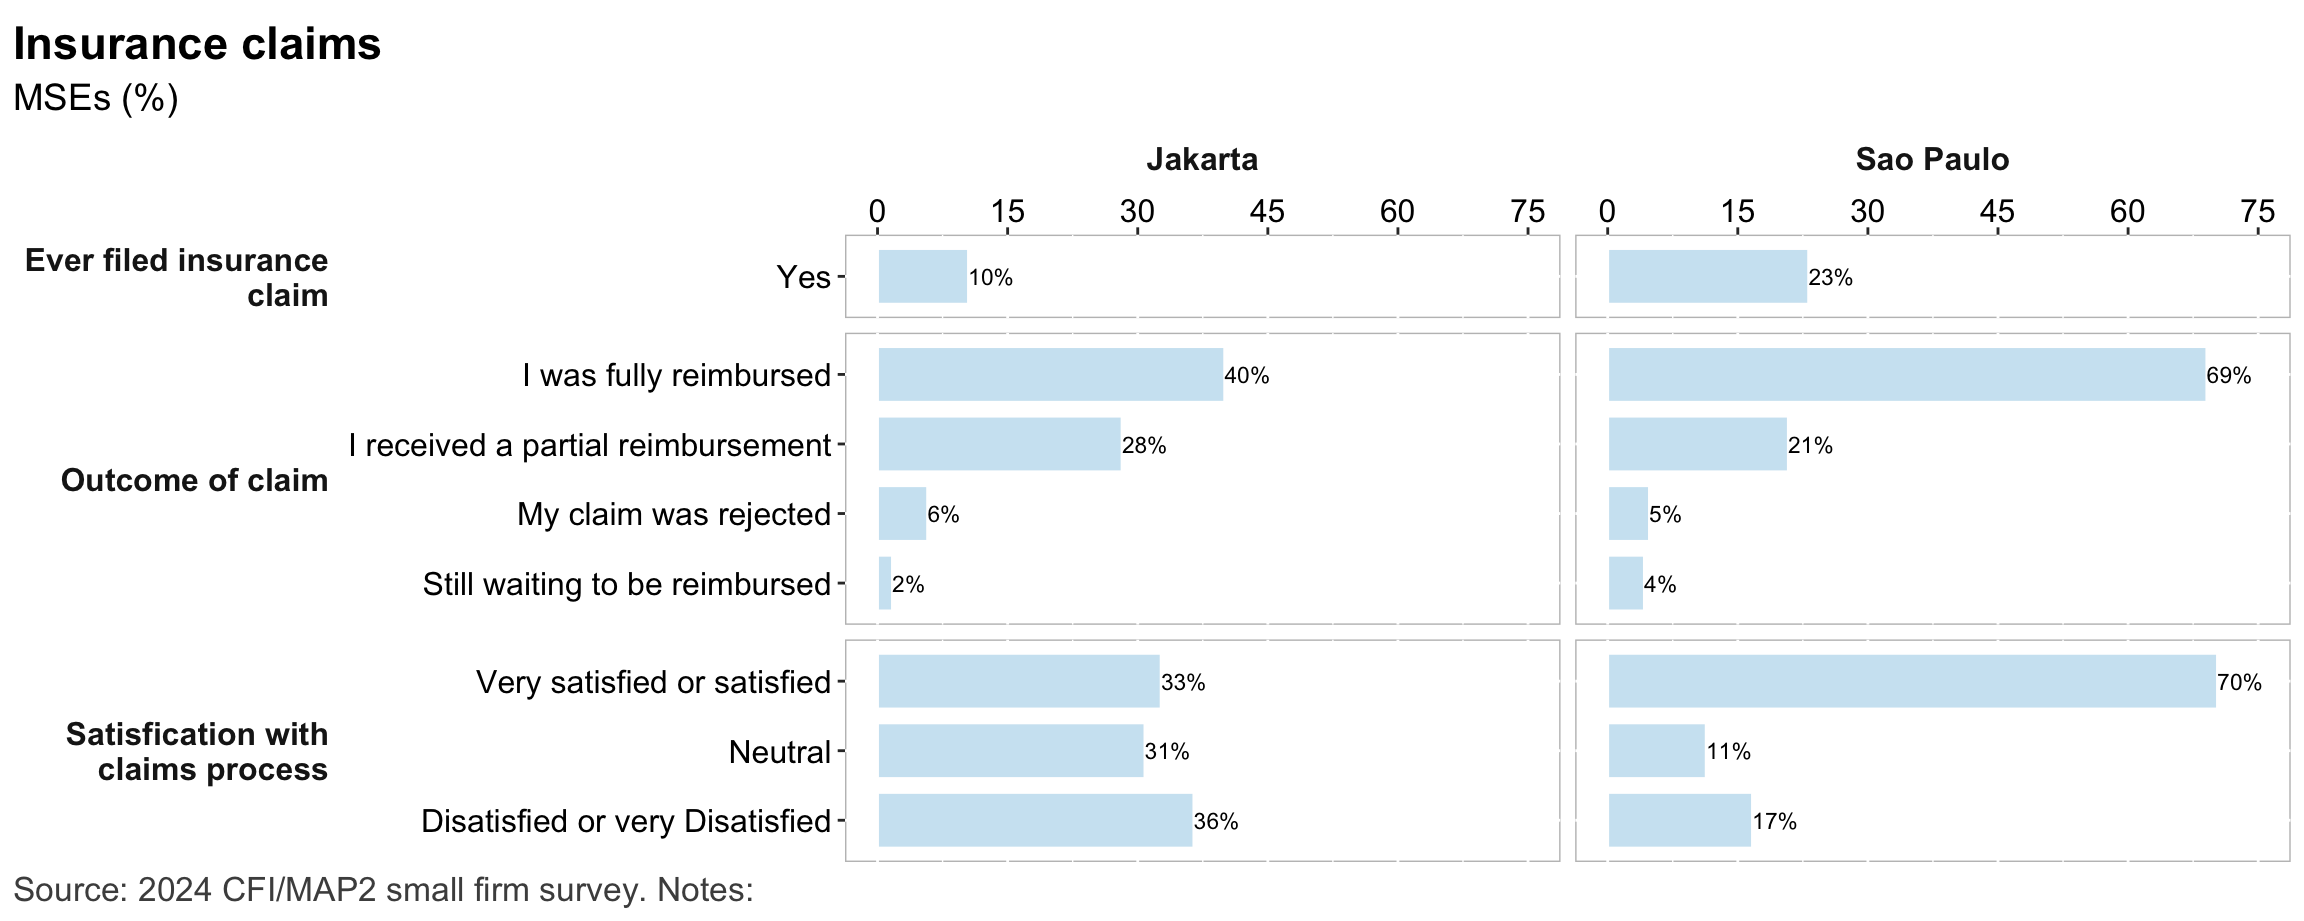 Insurance claims
MSEs (%)
Jakarta
Sao Paulo
0 15 30 45 60 75
0 15 30 45 60 75
Ever filed insurance
claim
Yes
10%
23%
Outcome of claim
I was fully reimbursed
40%
69%
I received a partial reimbursement
28%
21%
My claim was rejected
6%
5%
Still waiting to be reimbursed
2%
4%
Satisfication with
claims process
Very satisfied or satisfied
33%
70%
Neutral
31%
11%
Disatisfied or very Disatisfied
36%
17%
Source: 2024 CFI/MAP2 small firm survey. Notes: